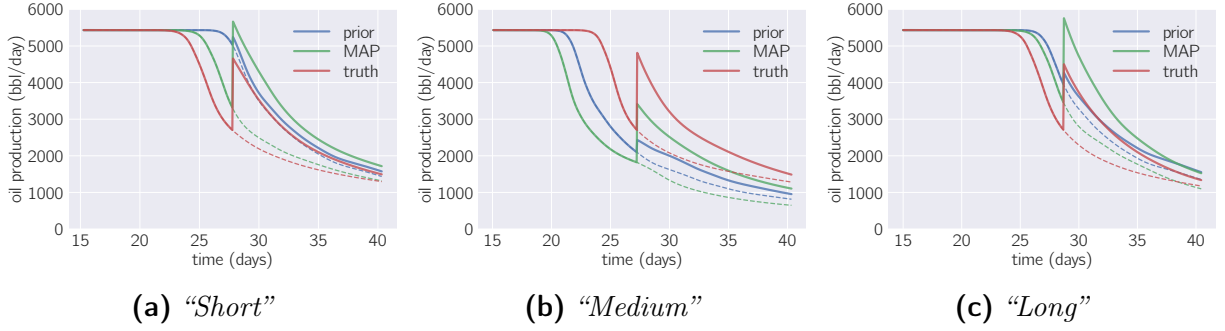 6000
5000
4000
3000
2000
1000
0
oil production (bbl/day)
prior
MAP
truth
15 20 25 30 35 40
time (days)
(a) “Short”
6000
5000
4000
3000
2000
1000
0
oil production (bbl/day)
prior
MAP
truth
15 20 25 30 35 40
time (days)
(b) “Medium”
6000
5000
4000
3000
2000
1000
0
oil production (bbl/day)
prior
MAP
truth
15 20 25 30 35 40
time (days)
(c) “Long”